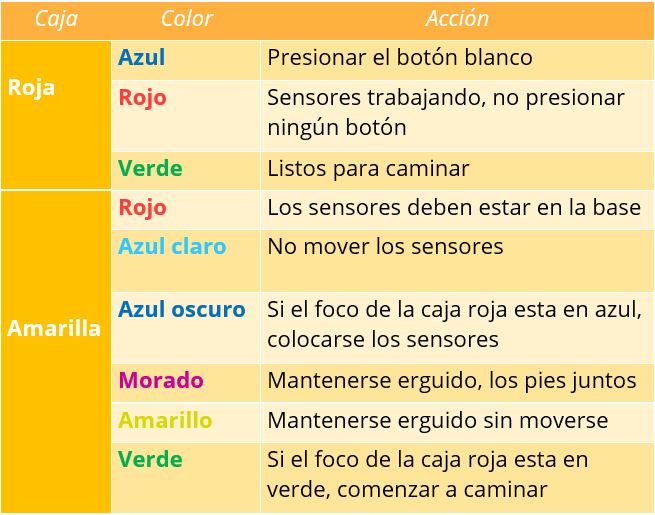 Caja Color Acción
Roja
Azul Presionar el botón blanco
Rojo Sensores trabajando, no presionar
ningún botón
Verde Listos para caminar
Amarilla
Rojo Los sensores deben estar en la base
Azul claro No mover los sensores
Azul oscuro Si el foco de la caja roja esta en azul,
colocarse los sensores
Morado Mantenerse erguido, los pies juntos
Amarillo Mantenerse erguido sin moverse
Verde Si el foco de la caja roja esta en
verde, comenzar a caminar